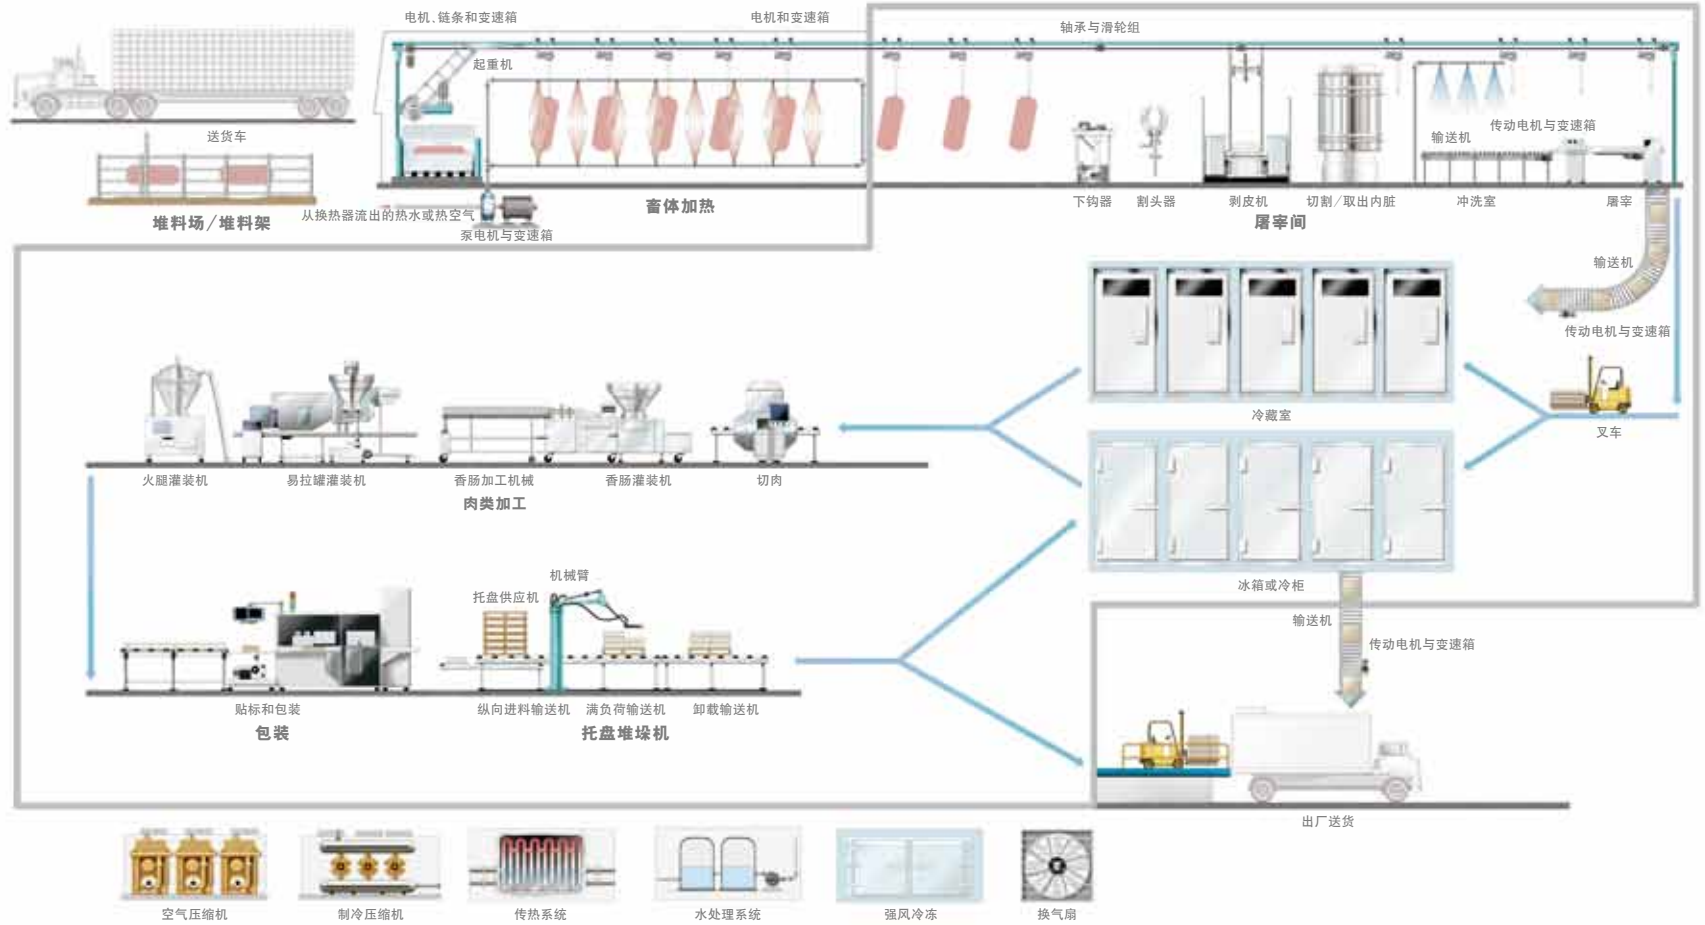 电机、链条和变速箱
电机和变速箱
轴承与滑轮组
起重机
送货车
传动电机与变速箱
输送机
堆料场/堆料架
从换热器流出的热水或热空气
畜体加热
泵电机与变速箱
下钩器
割头器
剥皮机
切割/取出内脏
冲洗室
屠宰
屠宰间
输送机
传动电机与变速箱
冷藏室
叉车
火腿灌装机
易拉罐灌装机
香肠加工机械
香肠灌装机
切肉
肉类加工
机械臂
托盘供应机
冰箱或冷柜
输送机
传动电机与变速箱
贴标和包装
纵向进料输送机
满负荷输送机
卸载输送机
包装
托盘堆垛机
出厂送货
空气压缩机
制冷压缩机
传热系统
水处理系统
强风冷冻
换气扇